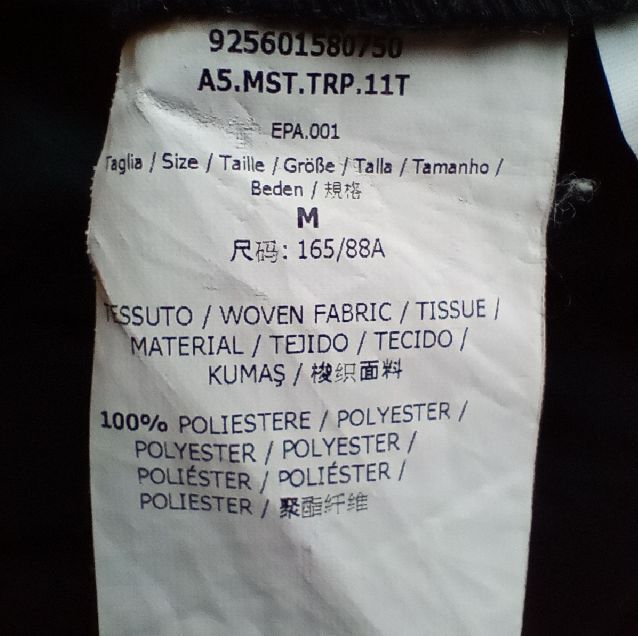 925601580750
A5.MST.TRP.11T
EPA.001
Taglia / Size / Taille / Größe / Talla / Tamanho /
Beden / 規格
M
尺码: 165/88A
TESSUTO / WOVEN FABRIC / TISSUE /
MATERIAL / TEJIDO / TECIDO /
KUMAŞ / 梭织面料
100% POLIESTERE / POLYESTER /
POLYESTER / POLYESTER /
POLIÉSTER / POLIÉSTER /
POLIESTER / 聚酯纤维